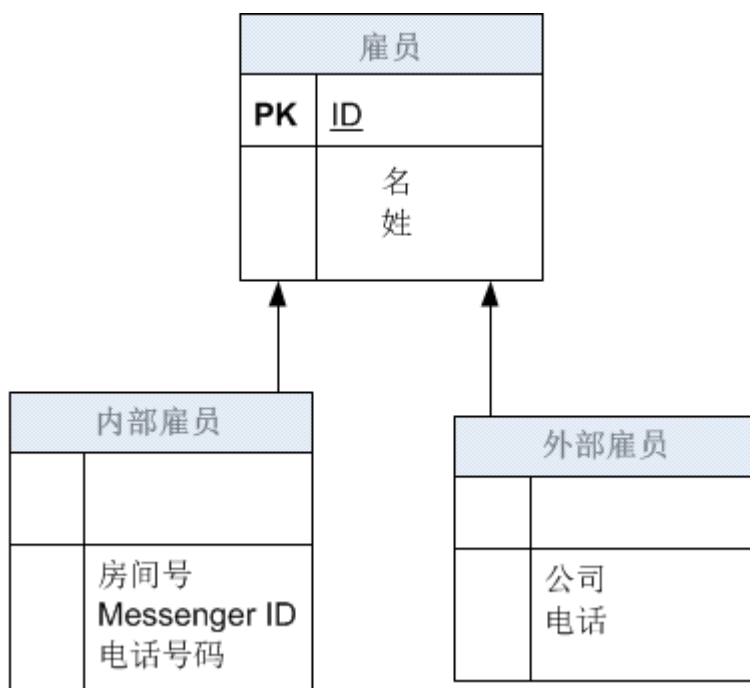 雇员
PK ID
名
姓
内部雇员
房间号
Messenger ID
电话号码
外部雇员
公司
电话